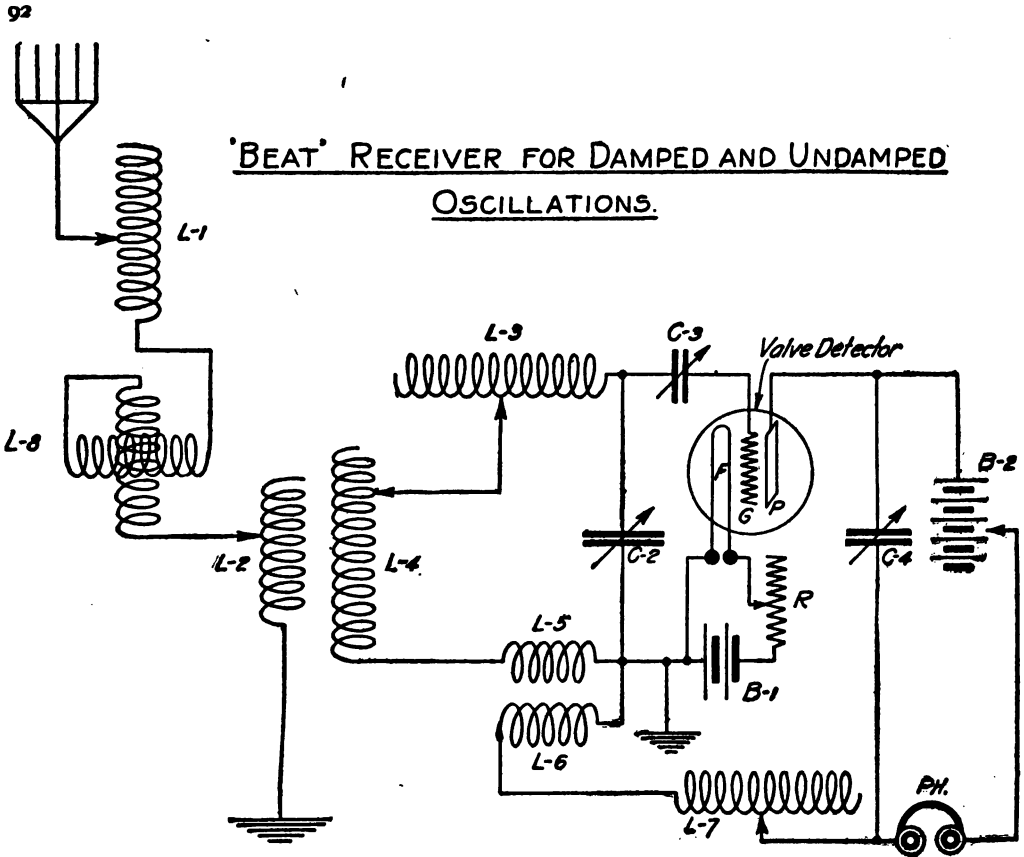 92
'BEAT' RECEIVER FOR DAMPED AND UNDAMPED
OSCILLATIONS.
L-1
L-3
C-3
Valve Detector
L-8
F
G
P
B-2
L-2
L-4
C-2
C-4
R
L-5
B-1
L-6
L-7
PH.